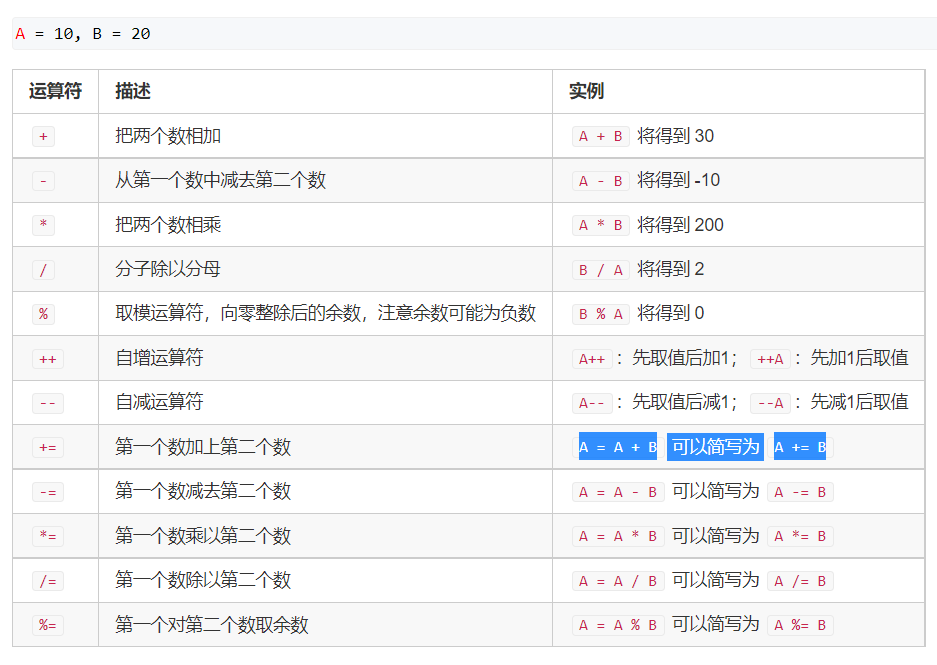 A = 10, B = 20
运算符 描述 实例
+ 把两个数相加 A + B 将得到 30
- 从第一个数中减去第二个数 A - B 将得到 -10
* 把两个数相乘 A * B 将得到 200
/ 分子除以分母 B / A 将得到 2
% 取模运算符，向零整除后的余数，注意余数可能为负数 B % A 将得到 0
++ 自增运算符 A++ ：先取值后加1； ++A ：先加1后取值
-- 自减运算符 A-- ：先取值后减1； --A ：先减1后取值
+= 第一个数加上第二个数 A = A + B 可以简写为 A += B
-= 第一个数减去第二个数 A = A - B 可以简写为 A -= B
*= 第一个数乘以第二个数 A = A * B 可以简写为 A *= B
/= 第一个数除以第二个数 A = A / B 可以简写为 A /= B
%= 第一个对第二个数取余数 A = A % B 可以简写为 A %= B